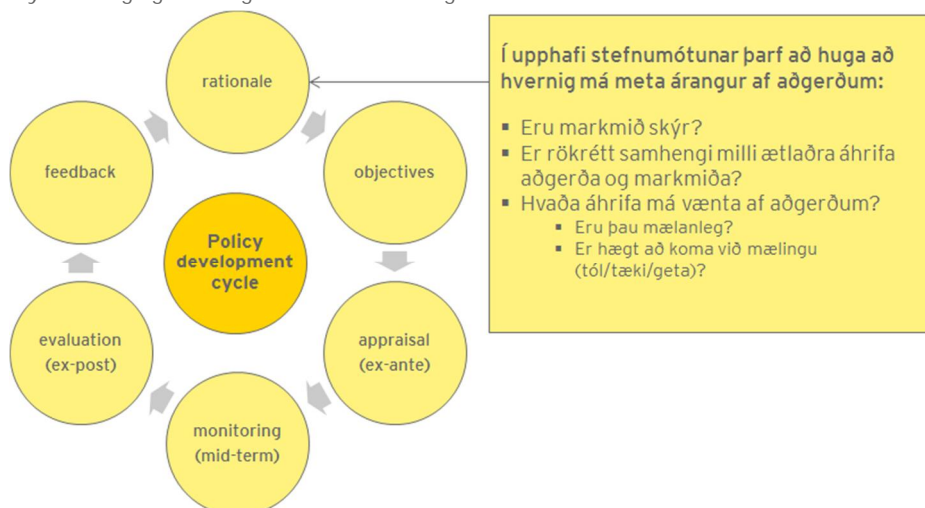 rationale
objectives
appraisal
(ex-ante)
monitoring
(mid-term)
evaluation
(ex-post)
feedback
Policy
development
cycle
Í upphafi stefnumótunar þarf að huga að
hvernig má meta árangur af aðgerðum:
▪ Eru markmið skýr?
▪ Er rökrétt samhengi milli ætlaðra áhrifa
aðgerða og markmiða?
▪ Hvaða áhrifa má vænta af aðgerðum?
▪ Eru þau mælanleg?
▪ Er hægt að koma við mælingu
(tól/tæki/geta)?